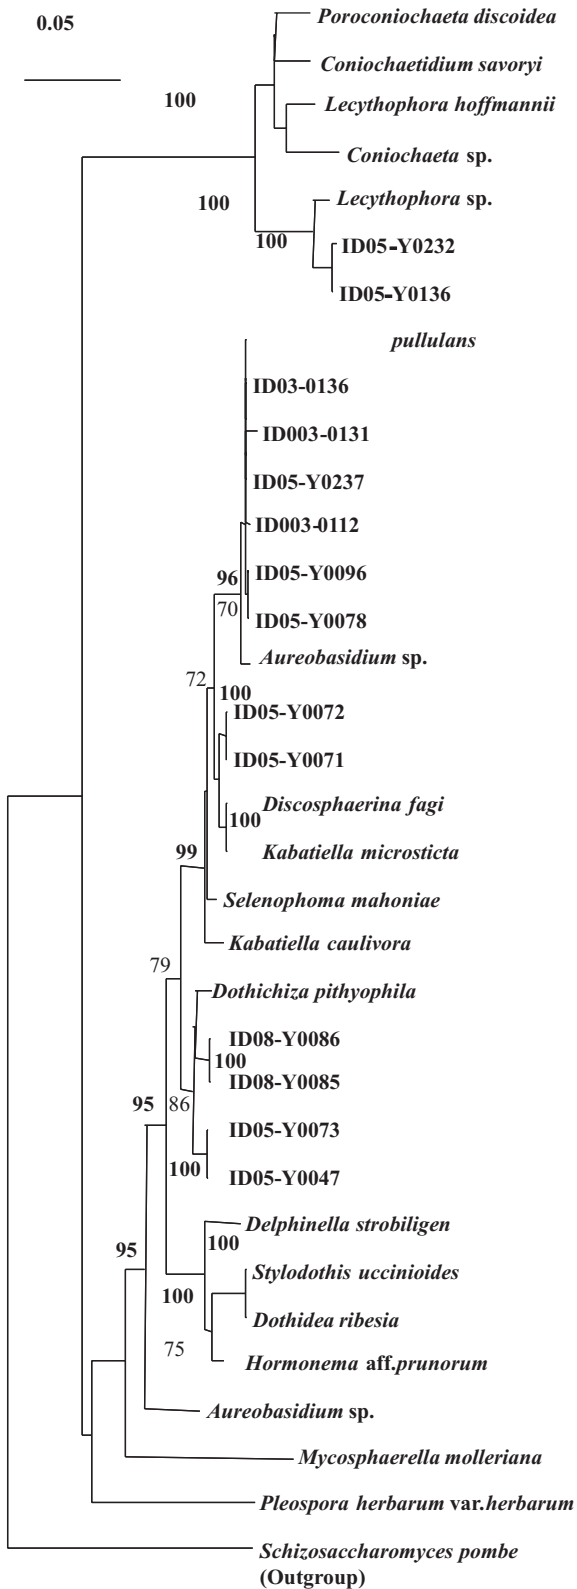 0.05
Poroconiochaeta discoidea
Coniochaetidium savoryi
100
Lecythophora hoffmannii
Coniochaeta sp.
Lecythophora sp.
100
100
ID05-Y0232
ID05-Y0136
pullulans
ID03-0136
ID003-0131
ID05-Y0237
ID003-0112
96
ID05-Y0096
70
ID05-Y0078
Aureobasidium sp.
72
100
ID05-Y0072
ID05-Y0071
Discosphaerina fagi
100
Kabatiella microsticta
99
Selenophoma mahoniae
Kabatiella caulivora
79
Dothichiza pithyophila
ID08-Y0086
100
ID08-Y0085
95
86
ID05-Y0073
100
ID05-Y0047
Delphinella strobiligen
100
95
Stylodothis uccinioides
100
Dothidea ribesia
75
Hormonema aff.prunorum
Aureobasidium sp.
Mycosphaerella molleriana
Pleospora herbarum var.herbarum
Schizosaccharomyces pombe
(Outgroup)